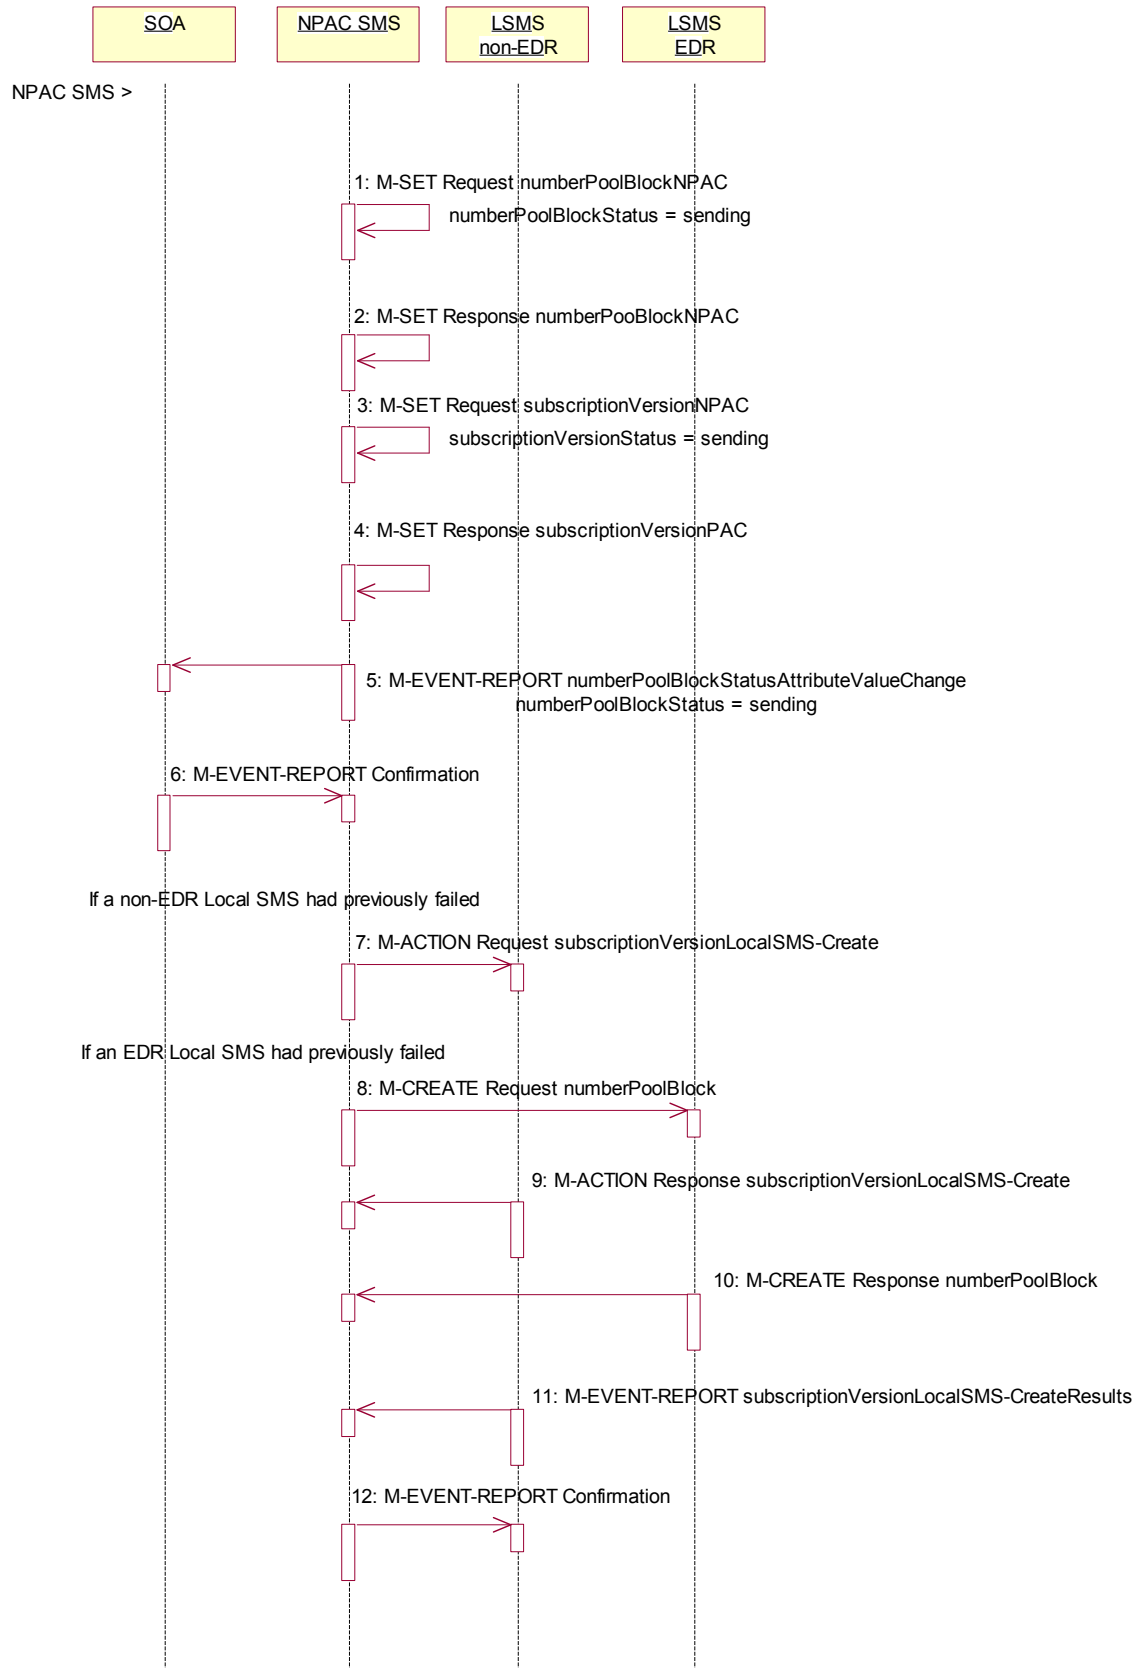 SOA
NPAC SMS
LSMS
non-EDR
LSMS
EDR
NPAC SMS >
1: M-SET Request numberPoolBlockNPAC
numberPoolBlockStatus = sending
2: M-SET Response numberPooBlockNPAC
3: M-SET Request subscriptionVersionNPAC
subscriptionVersionStatus = sending
4: M-SET Response subscriptionVersionPAC
5: M-EVENT-REPORT numberPoolBlockStatusAttributeValueChange
numberPoolBlockStatus = sending
6: M-EVENT-REPORT Confirmation
If a non-EDR Local SMS had previously failed
7: M-ACTION Request subscriptionVersionLocalSMS-Create
If an EDR Local SMS had previously failed
8: M-CREATE Request numberPoolBlock
9: M-ACTION Response subscriptionVersionLocalSMS-Create
10: M-CREATE Response numberPoolBlock
11: M-EVENT-REPORT subscriptionVersionLocalSMS-CreateResults
12: M-EVENT-REPORT Confirmation